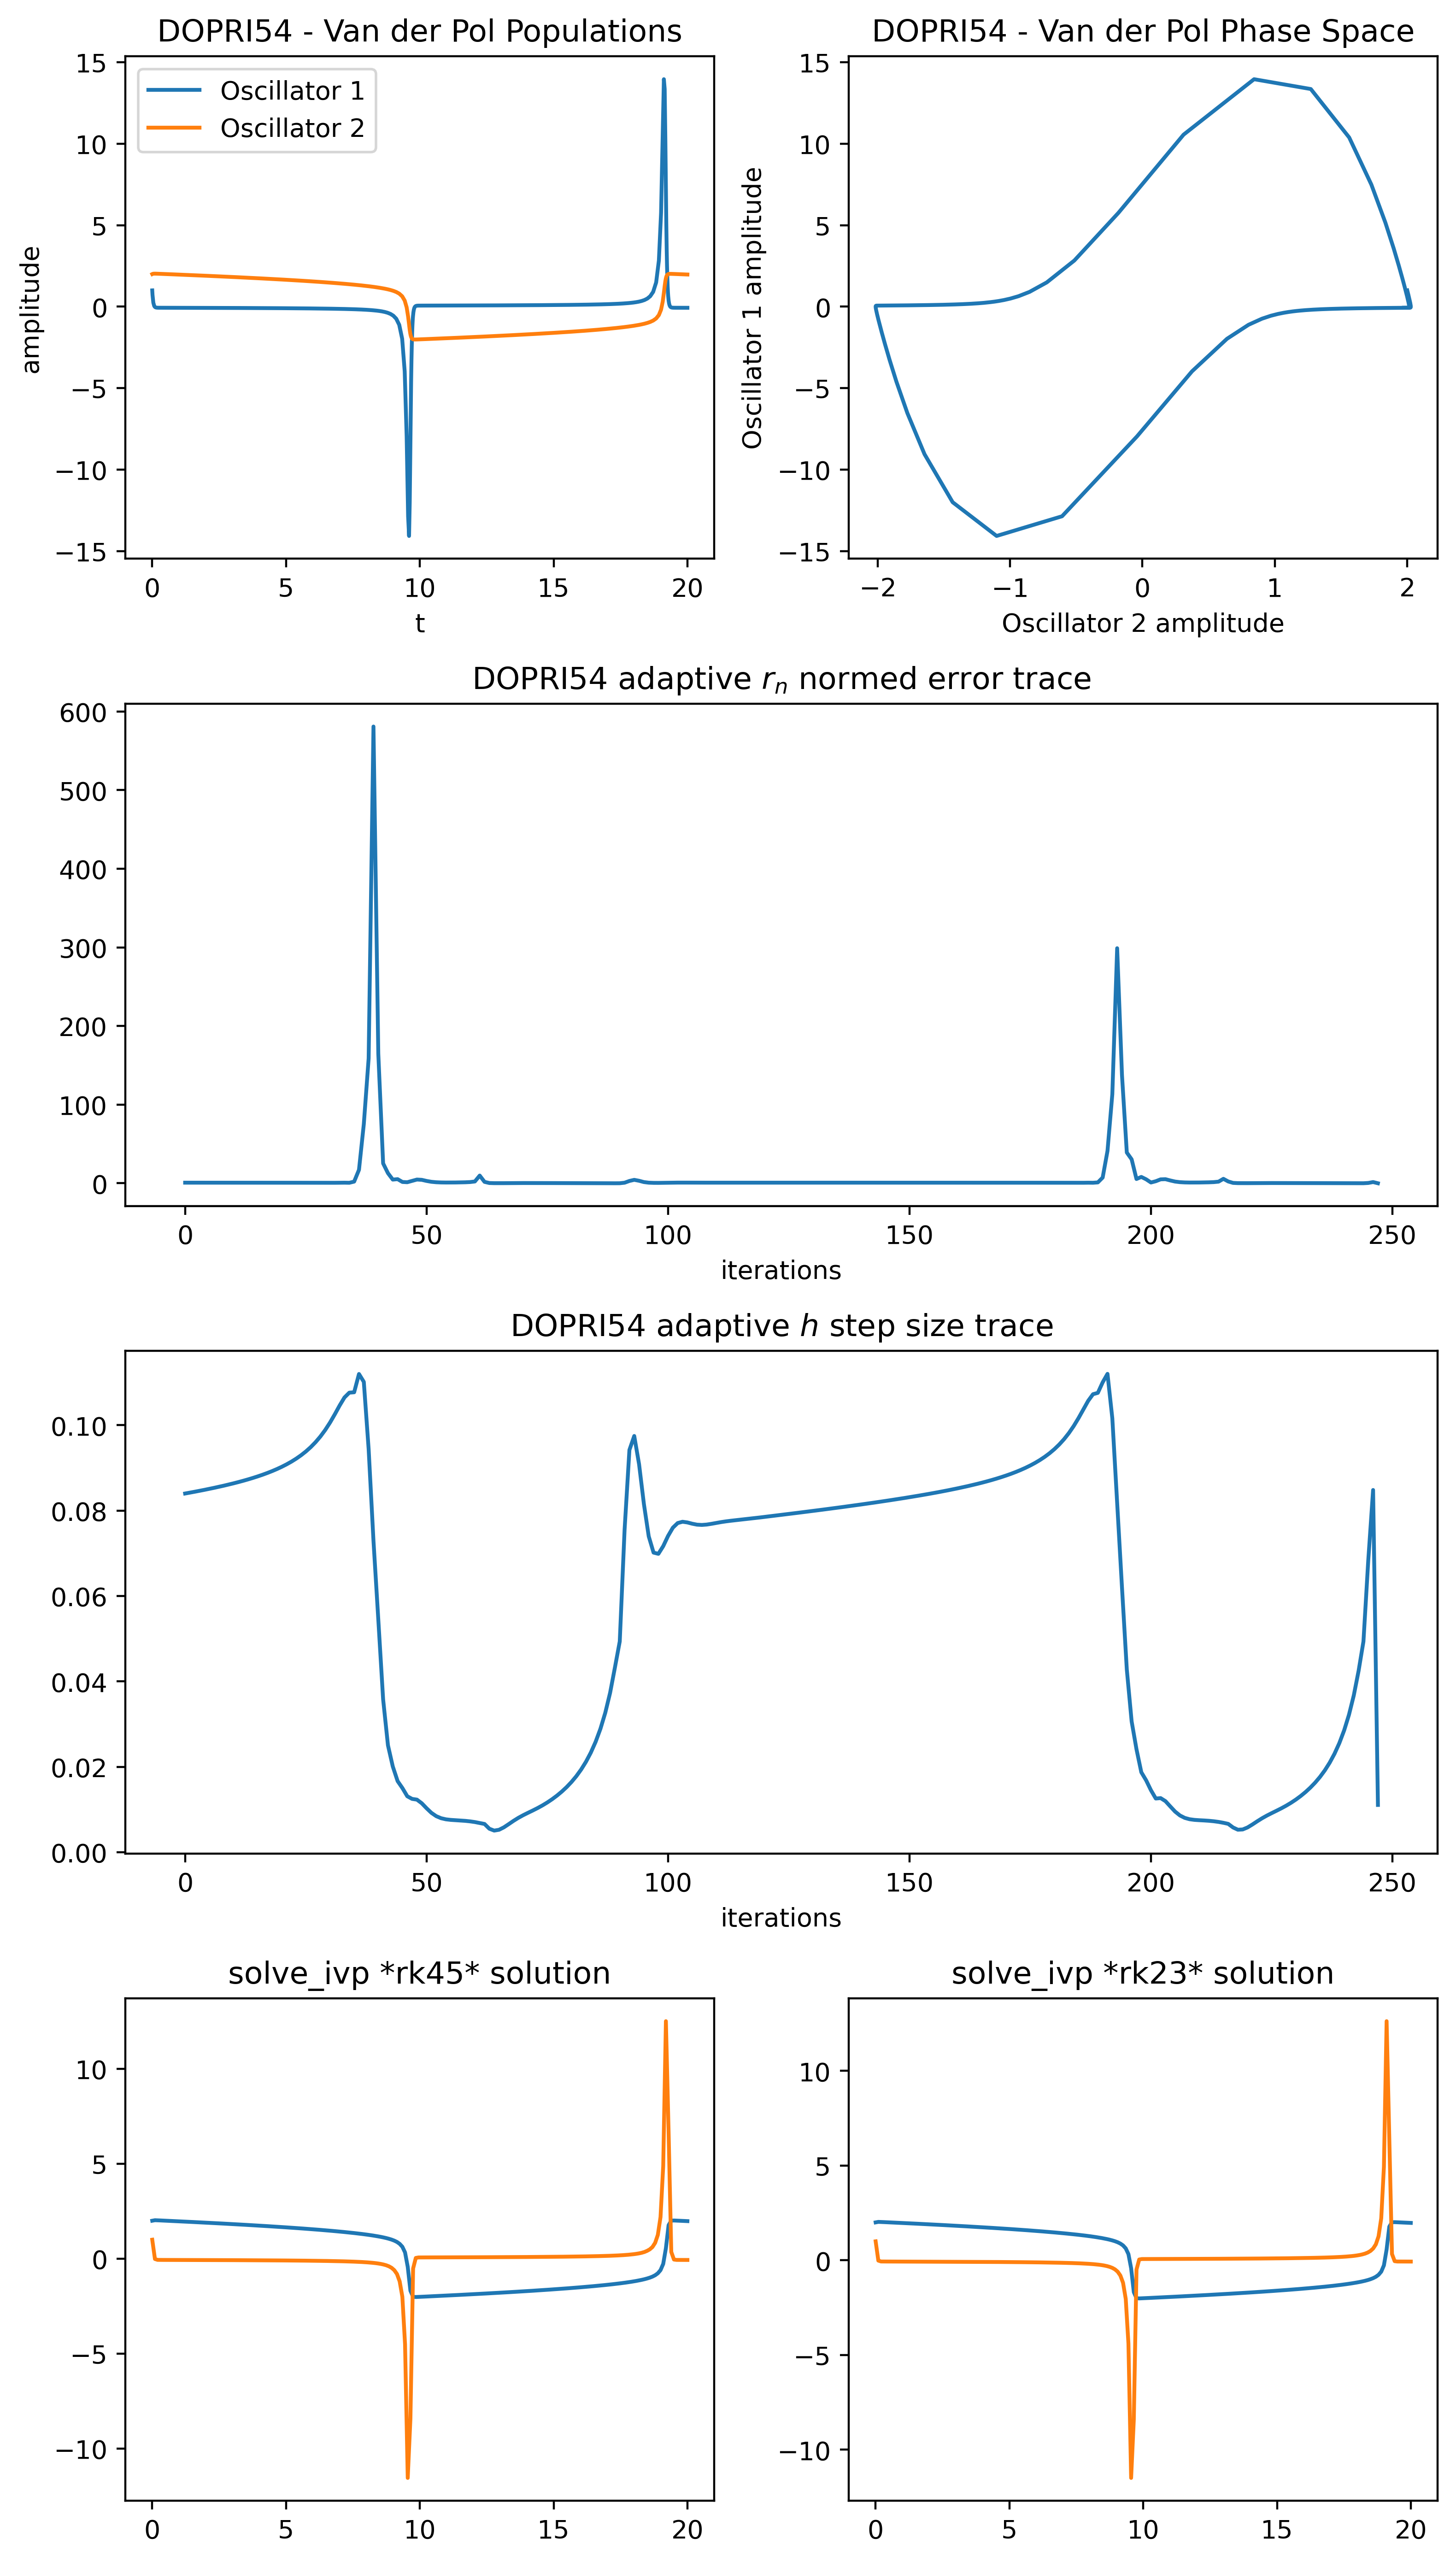 DOPRI54 - Van der Pol Populations
15
10
5
0
−5
−10
−15
amplitude
Oscillator 1
Oscillator 2
0 5 10 15 20
t
DOPRI54 - Van der Pol Phase Space
15
10
5
0
−5
−10
−15
Oscillator 1 amplitude
−2 −1 0 1 2
Oscillator 2 amplitude
DOPRI54 adaptive rₙ normed error trace
600
500
400
300
200
100
0
0 50 100 150 200 250
iterations
DOPRI54 adaptive h step size trace
0.10
0.08
0.06
0.04
0.02
0.00
0 50 100 150 200 250
iterations
solve_ivp *rk45* solution
10
5
0
−5
−10
0 5 10 15 20
solve_ivp *rk23* solution
10
5
0
−5
−10
0 5 10 15 20